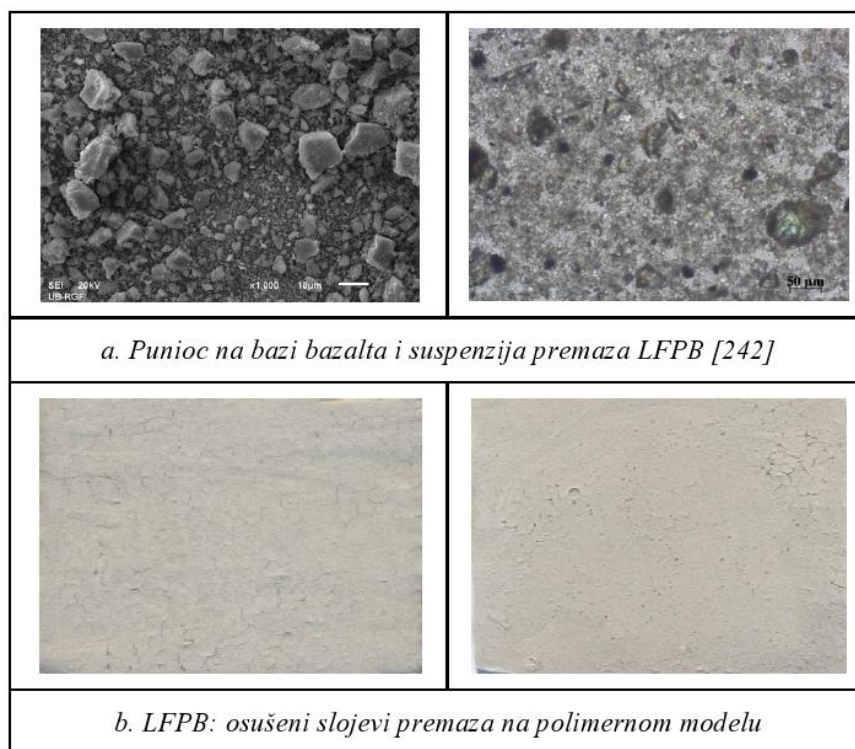 SEI 20kV ×1,000 10μm
UB-RGF
50 μm
a. Punioc na bazi bazalta i suspenzija premaza LFPB [242]
b. LFPB: osušeni slojevi premaza na polimernom modelu